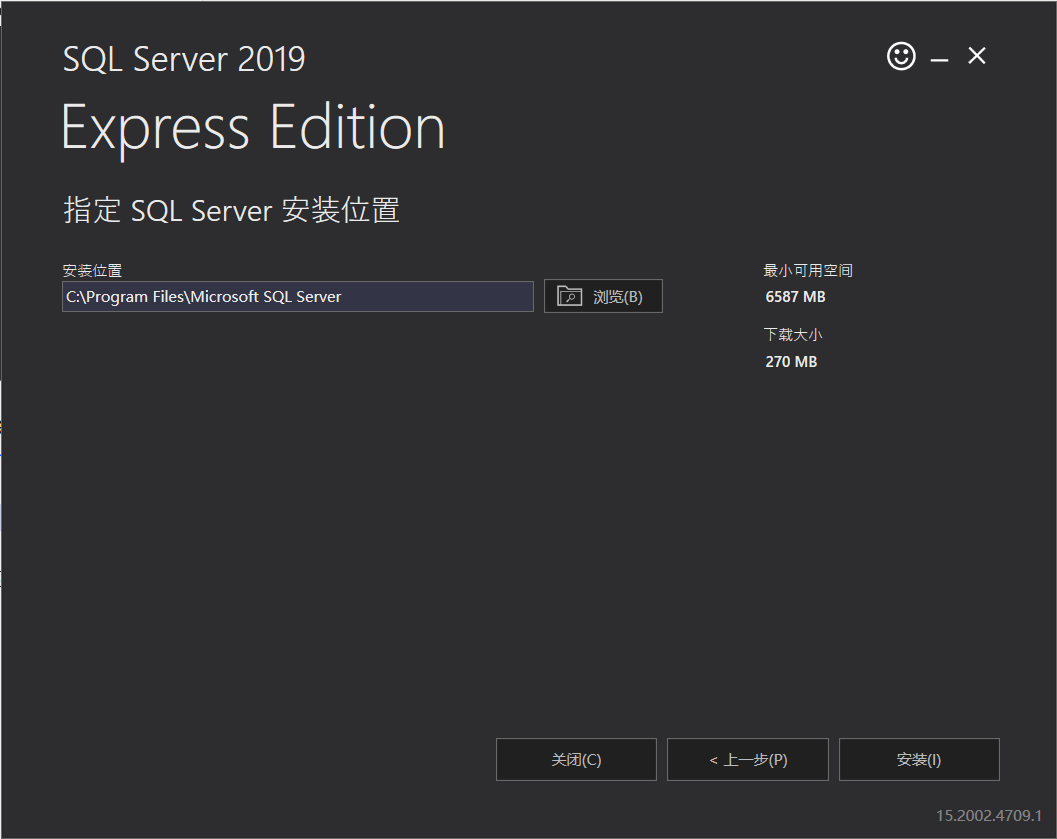 SQL Server 2019
Express Edition
指定 SQL Server 安装位置
安装位置
C:\Program Files\Microsoft SQL Server
浏览(B)
最小可用空间
6587 MB
下载大小
270 MB
关闭(C)
< 上一步(P)
安装(I)
15.2002.4709.1